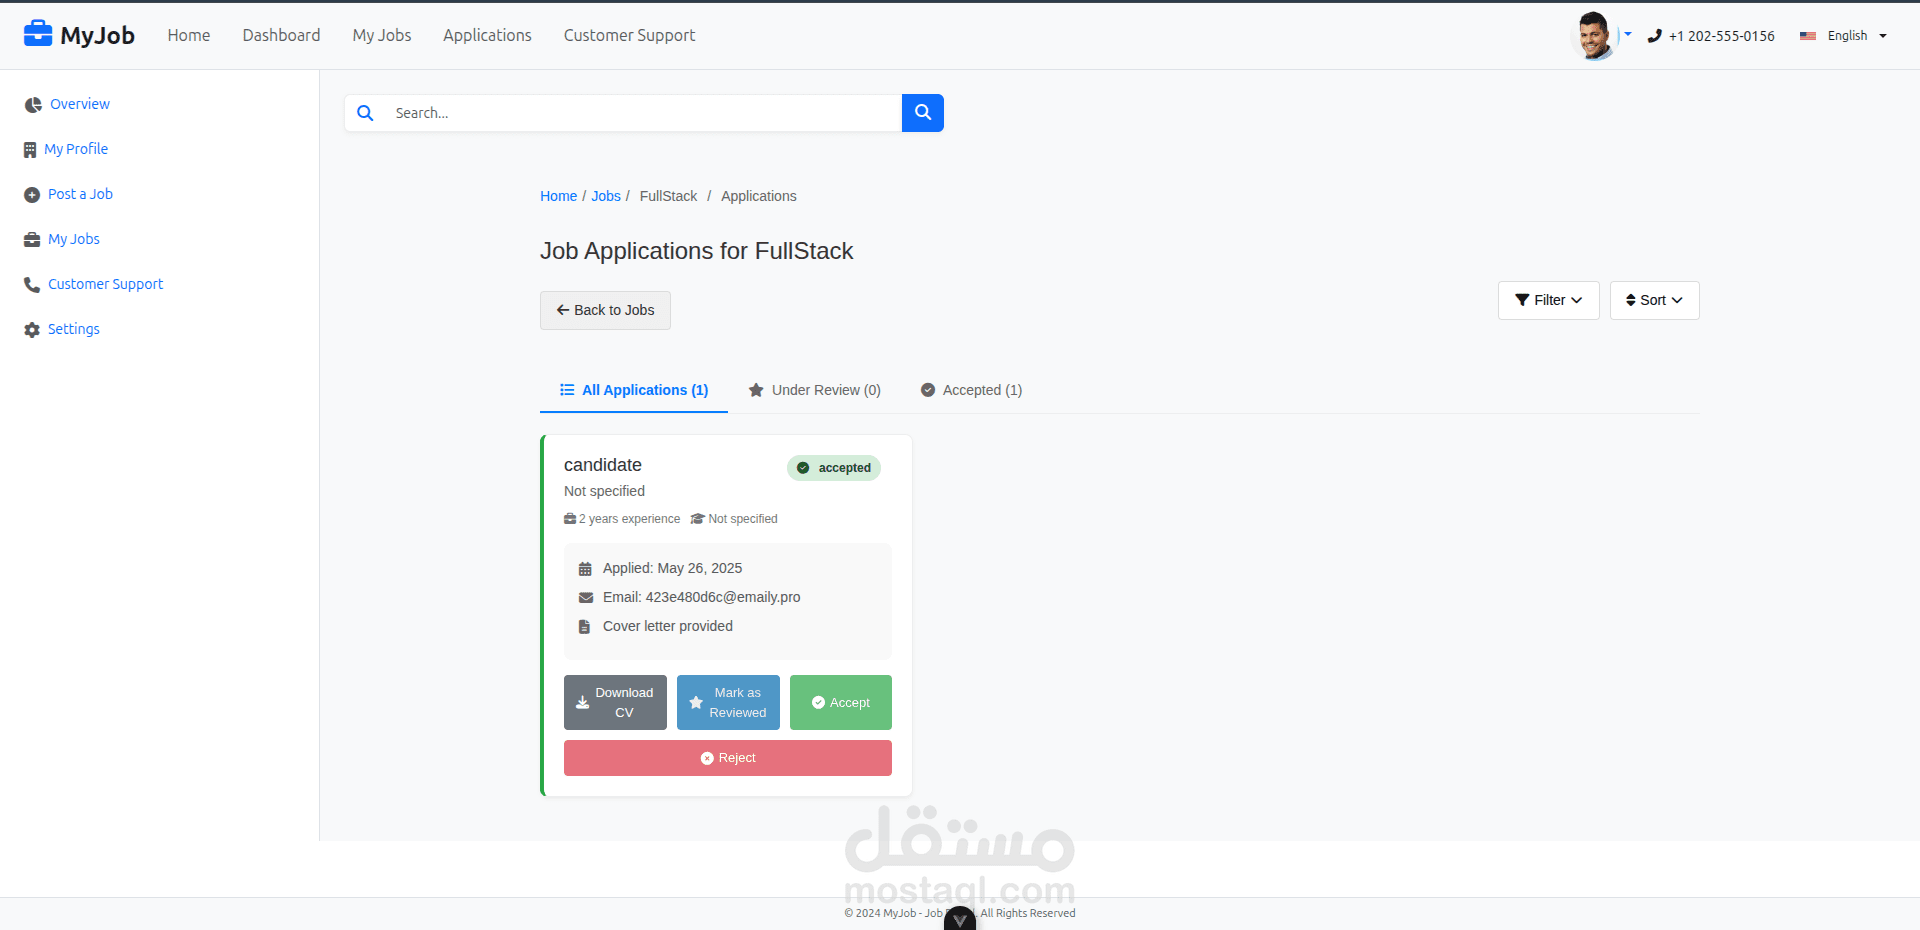 MyJob
Home
Dashboard
My Jobs
Applications
Customer Support
+1 202-555-0156
English
Overview
My Profile
Post a Job
My Jobs
Customer Support
Settings
Search...
Home / Jobs / FullStack / Applications
Job Applications for FullStack
Back to Jobs
Filter
Sort
All Applications (1)
Under Review (0)
Accepted (1)
candidate
accepted
Not specified
2 years experience
Not specified
Applied: May 26, 2025
Email: 423e480d6c@emaily.pro
Cover letter provided
Download
CV
Mark as
Reviewed
Accept
Reject
مستقل
mostaql.com
© 2024 MyJob - Job All Rights Reserved